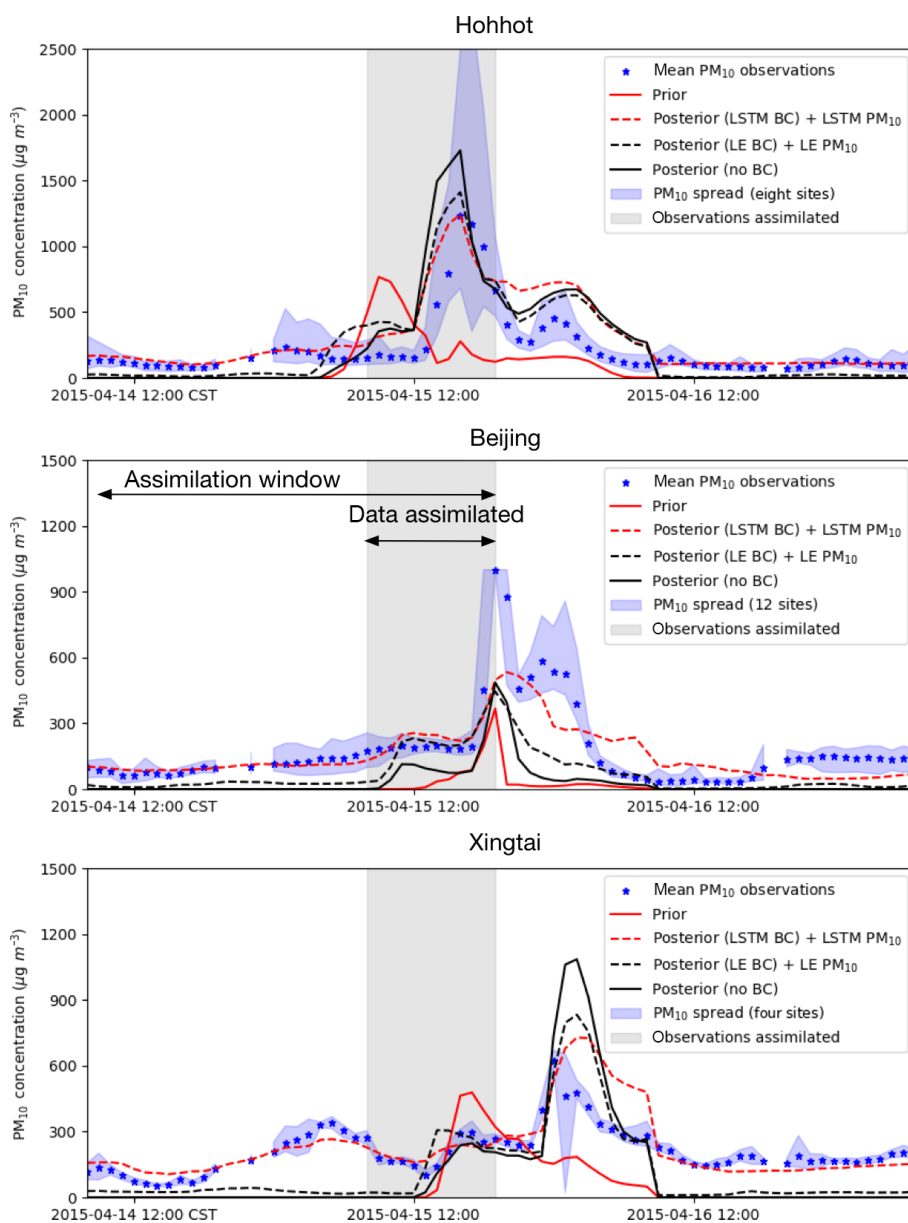 Hohhot
2500
2000
1500
1000
500
0
PM10 concentration (μg m−3)
Mean PM10 observations
Prior
Posterior (LSTM BC) + LSTM PM10
Posterior (LE BC) + LE PM10
Posterior (no BC)
PM10 spread (eight sites)
Observations assimilated
2015-04-14 12:00 CST
2015-04-15 12:00
2015-04-16 12:00
Beijing
1500
1200
900
600
300
0
PM10 concentration (μg m−3)
Assimilation window
Data assimilated
Mean PM10 observations
Prior
Posterior (LSTM BC) + LSTM PM10
Posterior (LE BC) + LE PM10
Posterior (no BC)
PM10 spread (12 sites)
Observations assimilated
2015-04-14 12:00 CST
2015-04-15 12:00
2015-04-16 12:00
Xingtai
1500
1200
900
600
300
0
PM10 concentration (μg m−3)
Mean PM10 observations
Prior
Posterior (LSTM BC) + LSTM PM10
Posterior (LE BC) + LE PM10
Posterior (no BC)
PM10 spread (four sites)
Observations assimilated
2015-04-14 12:00 CST
2015-04-15 12:00
2015-04-16 12:00